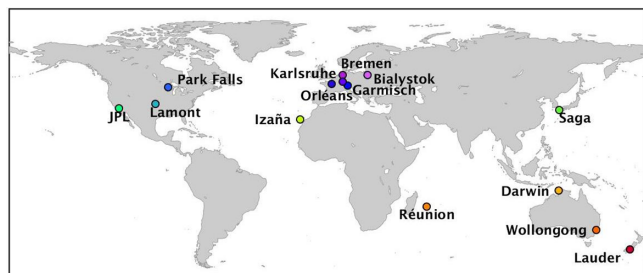 Bremen
Karlsruhe
Bialystok
Park Falls
Orléans
Garmisch
JPL
Lamont
Izaña
Saga
Darwin
Réunion
Wollongong
Lauder